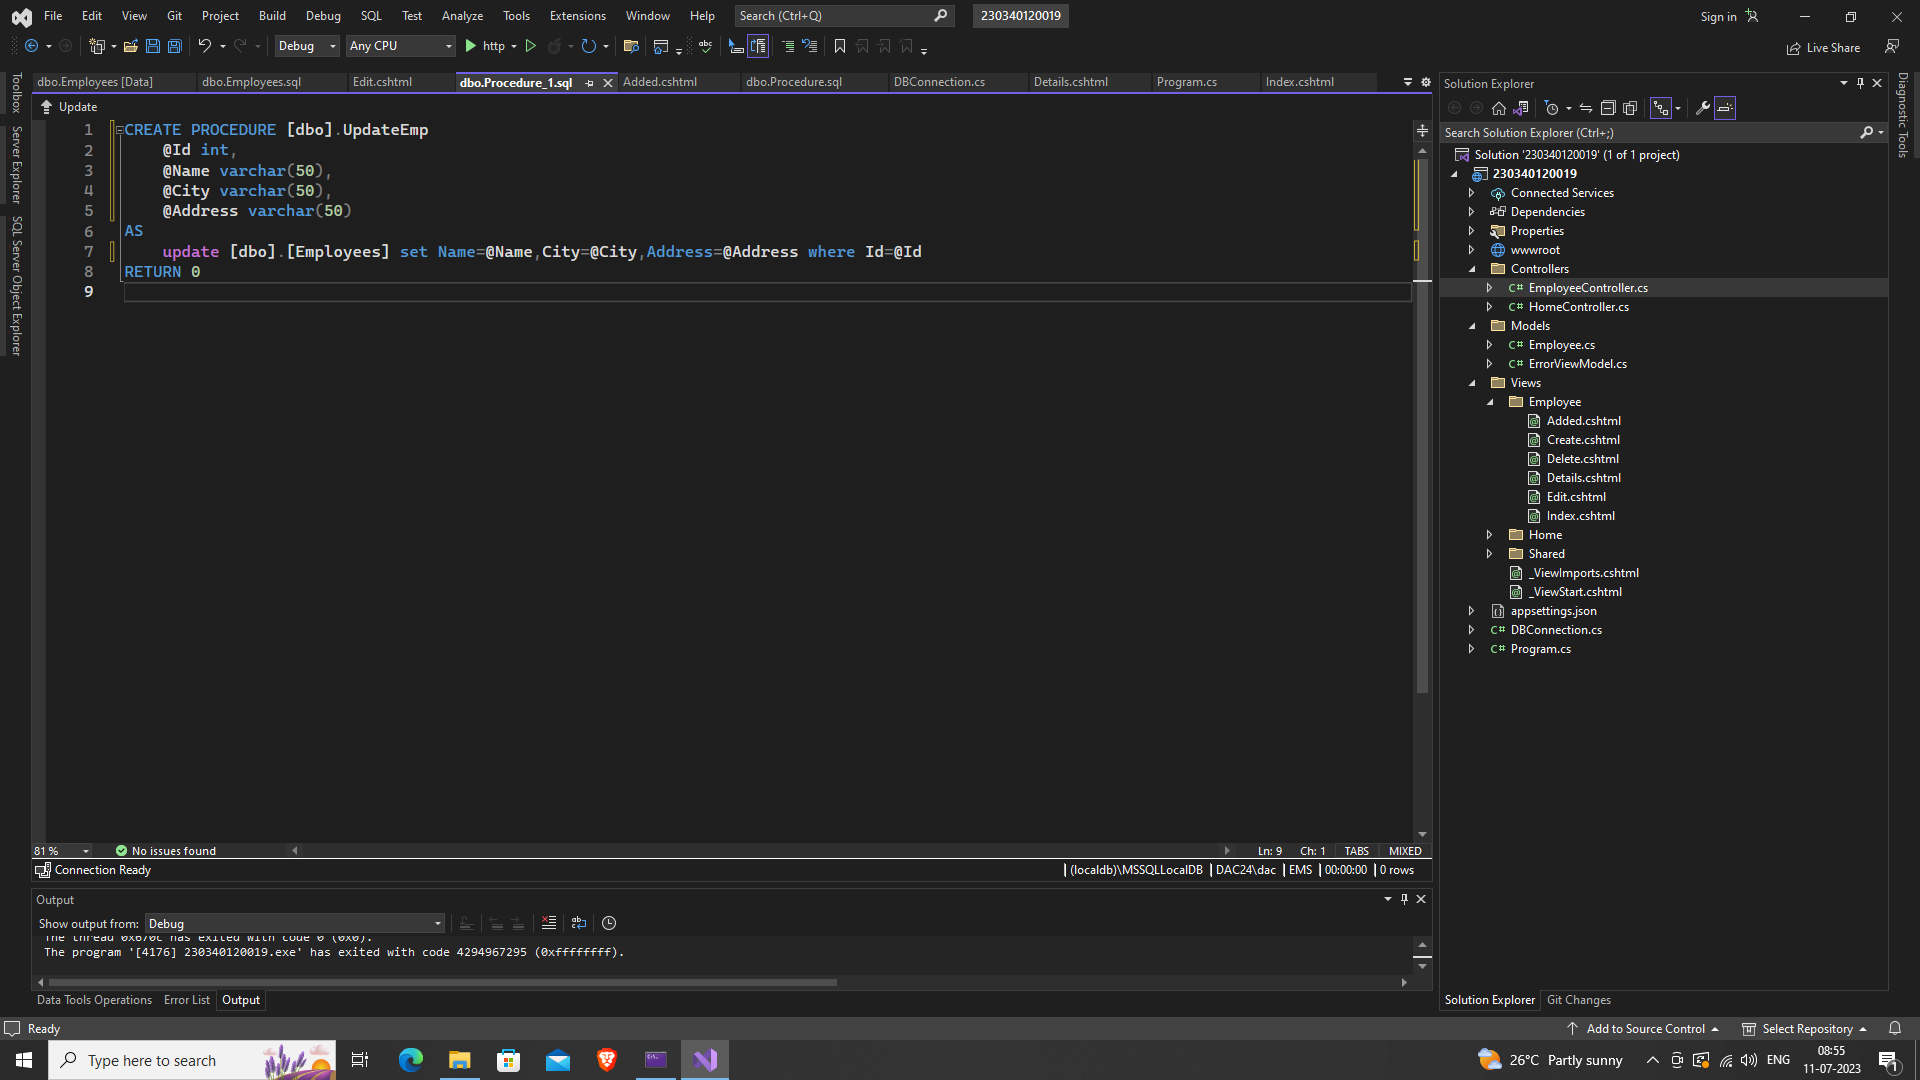 File Edit View Git Project Build Debug SQL Test Analyze Tools Extensions Window Help Search (Ctrl+Q) 230340120019 Sign in
Debug Any CPU http Live Share
dbo.Employees [Data] dbo.Employees.sql Edit.cshtml dbo.Procedure_1.sql Added.cshtml dbo.Procedure.sql DBConnection.cs Details.cshtml Program.cs Index.cshtml
Update
1 CREATE PROCEDURE [dbo].UpdateEmp
2 @Id int,
3 @Name varchar(50),
4 @City varchar(50),
5 @Address varchar(50)
6 AS
7 update [dbo].[Employees] set Name=@Name,City=@City,Address=@Address where Id=@Id
8 RETURN 0
9
81 % No issues found Ln: 9 Ch: 1 TABS MIXED
Connection Ready (localdb)\MSSQLLocalDB DAC24\dac EMS 00:00:00 0 rows
Output
Show output from: Debug
The thread 0x670c has exited with code 0 (0x0).
The program '[4176] 230340120019.exe' has exited with code 4294967295 (0xffffffff).
Data Tools Operations Error List Output
Toolbox
Server Explorer
SQL Server Object Explorer
Solution Explorer
Search Solution Explorer (Ctrl+;)
Solution '230340120019' (1 of 1 project)
230340120019
Connected Services
Dependencies
Properties
wwwroot
Controllers
C# EmployeeController.cs
C# HomeController.cs
Models
C# Employee.cs
C# ErrorViewModel.cs
Views
Employee
Added.cshtml
Create.cshtml
Delete.cshtml
Details.cshtml
Edit.cshtml
Index.cshtml
Home
Shared
_ViewImports.cshtml
_ViewStart.cshtml
appsettings.json
C# DBConnection.cs
C# Program.cs
Solution Explorer Git Changes
Diagnostic Tools
Ready Add to Source Control Select Repository
Type here to search 26°C Partly sunny ENG 08:55
11-07-2023 1